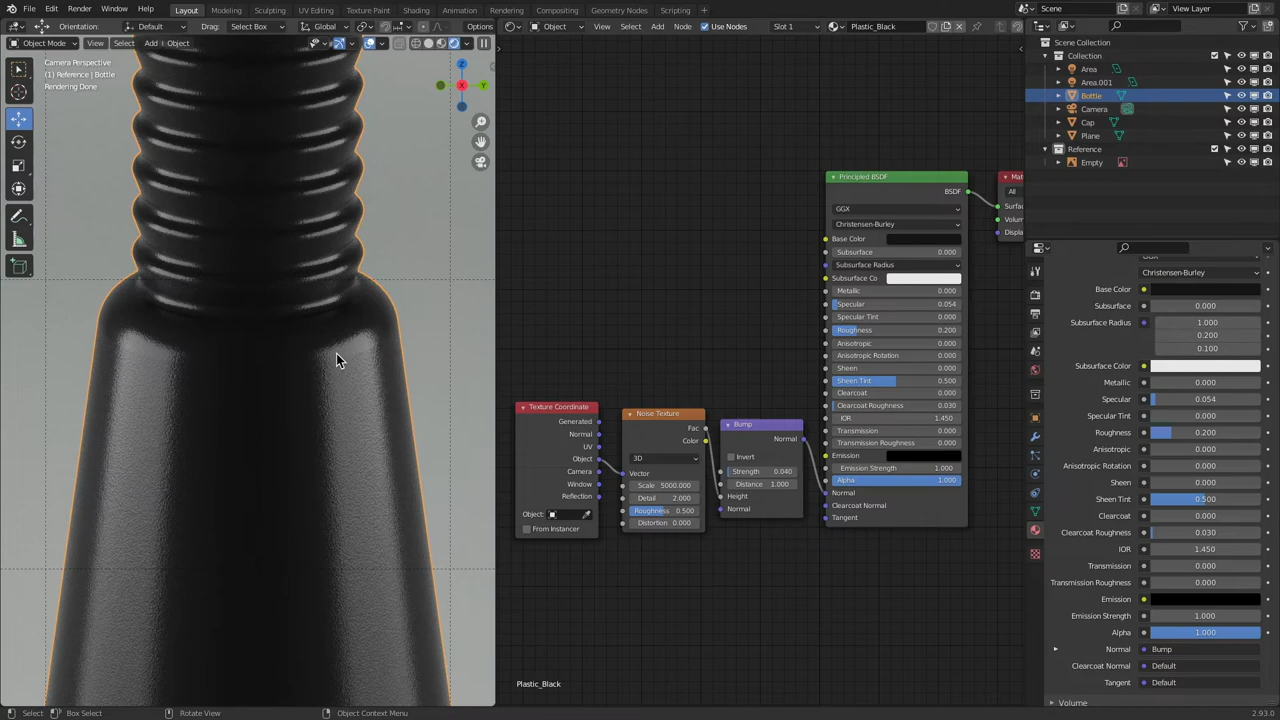 File Edit Render Window Help Layout Modeling Sculpting UV Editing Texture Paint Shading Animation Rendering Compositing Geometry Nodes Scripting Scene View Layer
Orientation: Default Drag: Select Box Global Options Object View Select Add Node Use Nodes Slot 1 Plastic_Black
Object Mode View Select Add Object
Camera Perspective
(1) Reference | Bottle
Rendering Done
Z
X
Y
Texture Coordinate
Generated
Normal
UV
Object
Camera
Window
Reflection
Object:
From Instancer
Noise Texture
Fac
Color
3D
Vector
Scale 5000.000
Detail 2.000
Roughness 0.500
Distortion 0.000
Bump
Normal
Invert
Strength 0.040
Distance 1.000
Height
Normal
Principled BSDF
BSDF
GGX
Christensen-Burley
Base Color
Subsurface 0.000
Subsurface Radius
Subsurface Co
Metallic 0.000
Specular 0.054
Specular Tint 0.000
Roughness 0.200
Anisotropic 0.000
Anisotropic Rotation 0.000
Sheen 0.000
Sheen Tint 0.500
Clearcoat 0.000
Clearcoat Roughness 0.030
IOR 1.450
Transmission 0.000
Transmission Roughness 0.000
Emission
Emission Strength 1.000
Alpha 1.000
Normal
Clearcoat Normal
Tangent
Mat
All
Surfa
Volum
Displa
Plastic_Black
Scene Collection
Collection
Area
Area.001
Bottle
Camera
Cap
Plane
Reference
Empty
Christensen-Burley
Base Color
Subsurface 0.000
Subsurface Radius 1.000
0.200
0.100
Subsurface Color
Metallic 0.000
Specular 0.054
Specular Tint 0.000
Roughness 0.200
Anisotropic 0.000
Anisotropic Rotation 0.000
Sheen 0.000
Sheen Tint 0.500
Clearcoat 0.000
Clearcoat Roughness 0.030
IOR 1.450
Transmission 0.000
Transmission Roughness 0.000
Emission
Emission Strength 1.000
Alpha 1.000
Normal Bump
Clearcoat Normal Default
Tangent Default
Volume
Select Box Select Rotate View Object Context Menu 2.93.0